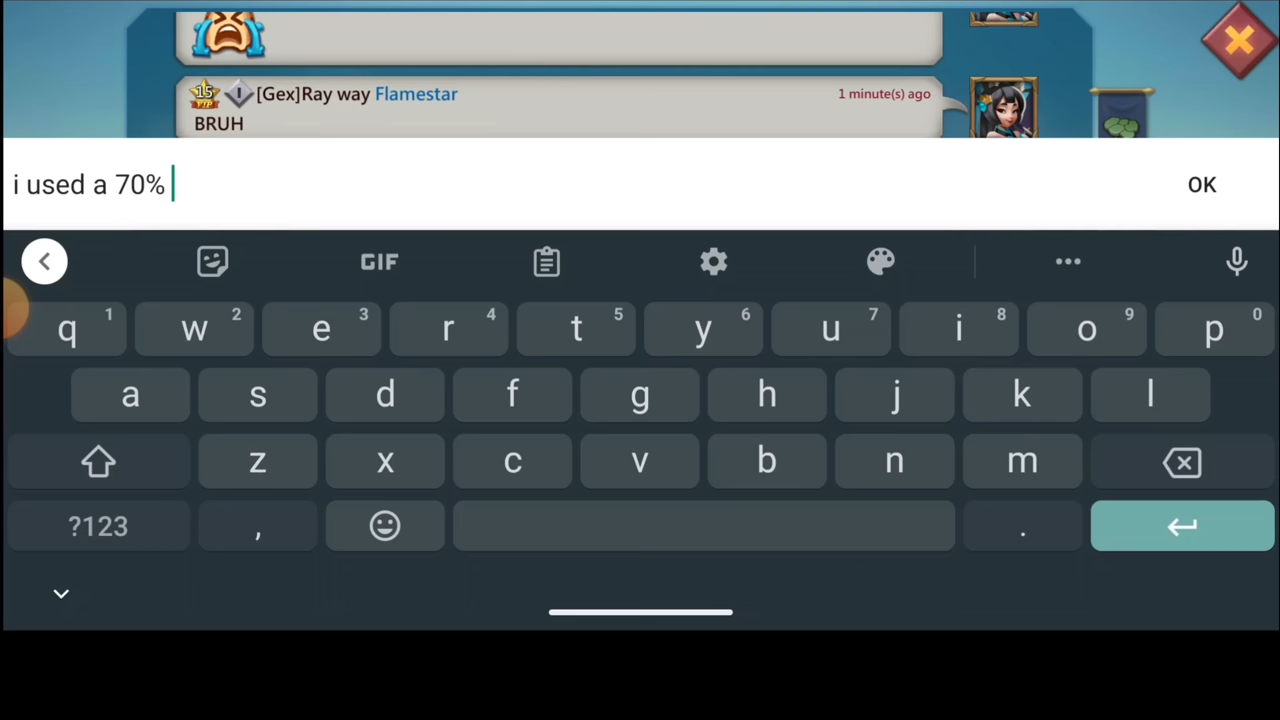 15
VIP
[Gex]Ray way Flamestar
1 minute(s) ago
BRUH
i used a 70%
OK
GIF
q 1 w 2 e 3 r 4 t 5 y 6 u 7 i 8 o 9 p 0
a s d f g h j k l
z x c v b n m
?123 , .